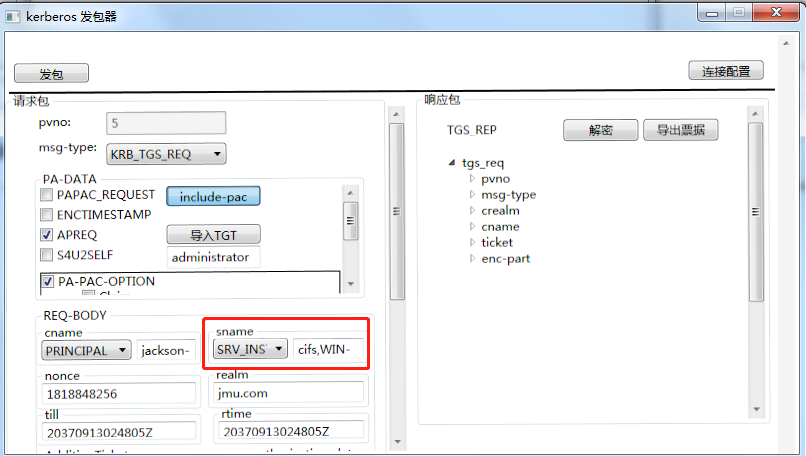 kerberos 发包器
发包
连接配置
请求包
pvno:
5
msg-type:
KRB_TGS_REQ
PA-DATA
PAPAC_REQUEST
include-pac
ENCTIMESTAMP
APREQ
导入TGT
S4U2SELF
administrator
PA-PAC-OPTION
REQ-BODY
cname
PRINCIPAL
jackson-
sname
SRV_INS
cifs,WIN-
nonce
1818848256
realm
jmu.com
till
20370913024805Z
rtime
20370913024805Z
响应包
TGS_REP
解密
导出票据
tgs_req
pvno
msg-type
crealm
cname
ticket
enc-part